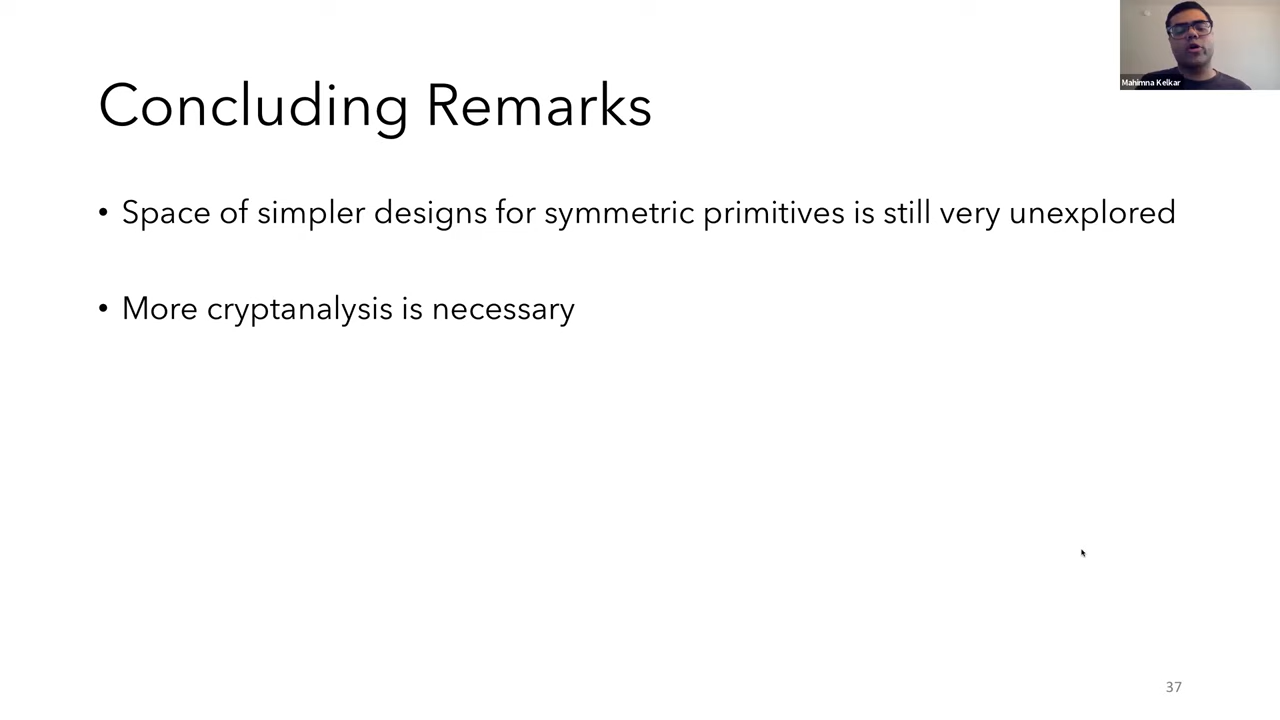 Mahimna Kelkar
Concluding Remarks
• Space of simpler designs for symmetric primitives is still very unexplored
• More cryptanalysis is necessary
37